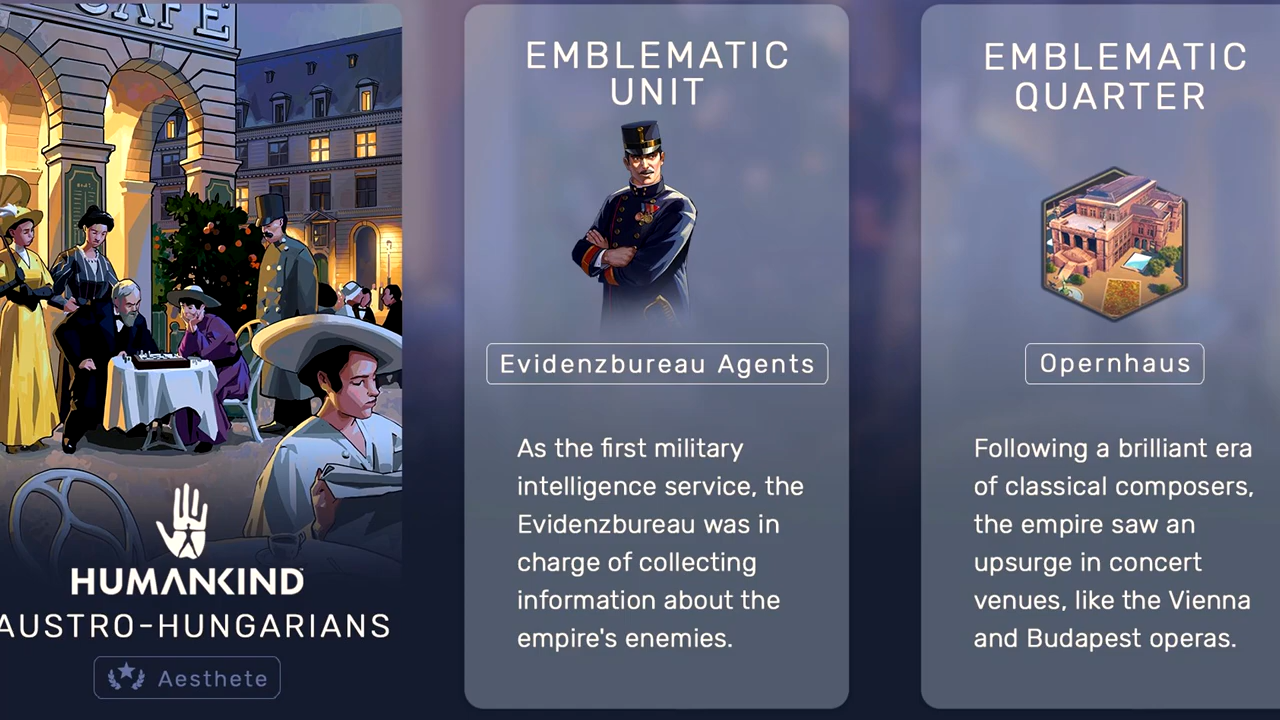 CAFE
HUMANKIND
AUSTRO-HUNGARIANS
Aesthete
EMBLEMATIC
UNIT
Evidenzbureau Agents
As the first military
intelligence service, the
Evidenzbureau was in
charge of collecting
information about the
empire's enemies.
EMBLEMATIC
QUARTER
Opernhaus
Following a brilliant era
of classical composers,
the empire saw an
upsurge in concert
venues, like the Vienna
and Budapest operas.